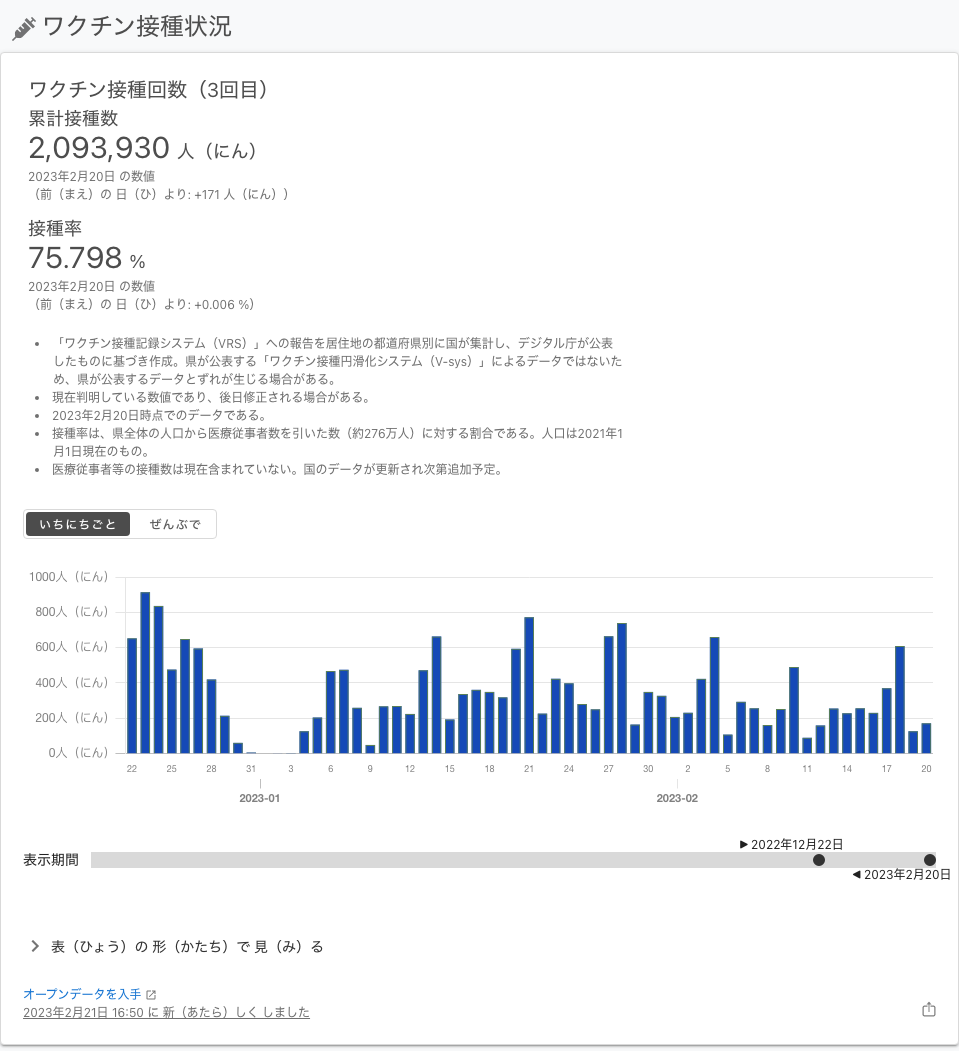 ワクチン接種状況
ワクチン接種回数（3回目）
累計接種数
2,093,930 人（にん）
2023年2月20日 の数値
（前（まえ）の 日（ひ）より: +171 人（にん））
接種率
75.798 %
2023年2月20日 の数値
（前（まえ）の 日（ひ）より: +0.006 %）
• 「ワクチン接種記録システム（VRS）」への報告を居住地の都道府県別に国が集計し、デジタル庁が公表
したものに基づき作成。県が公表する「ワクチン接種円滑化システム（V-sys）」によるデータではないた
め、県が公表するデータとずれが生じる場合がある。
• 現在判明している数値であり、後日修正される場合がある。
• 2023年2月20日時点でのデータである。
• 接種率は、県全体の人口から医療従事者数を引いた数（約276万人）に対する割合である。人口は2021年1
月1日現在のもの。
• 医療従事者等の接種数は現在含まれていない。国のデータが更新され次第追加予定。
いちにちごと ぜんぶで
1000人（にん）
800人（にん）
600人（にん）
400人（にん）
200人（にん）
0人（にん）
22 25 28 31 3 6 9 12 15 18 21 24 27 30 2 5 8 11 14 17 20
2023-01 2023-02
▶ 2022年12月22日
表示期間
◀ 2023年2月20日
表（ひょう）の 形（かたち）で 見（み）る
オープンデータを入手
2023年2月21日 16:50 に 新（あたら）しく しました